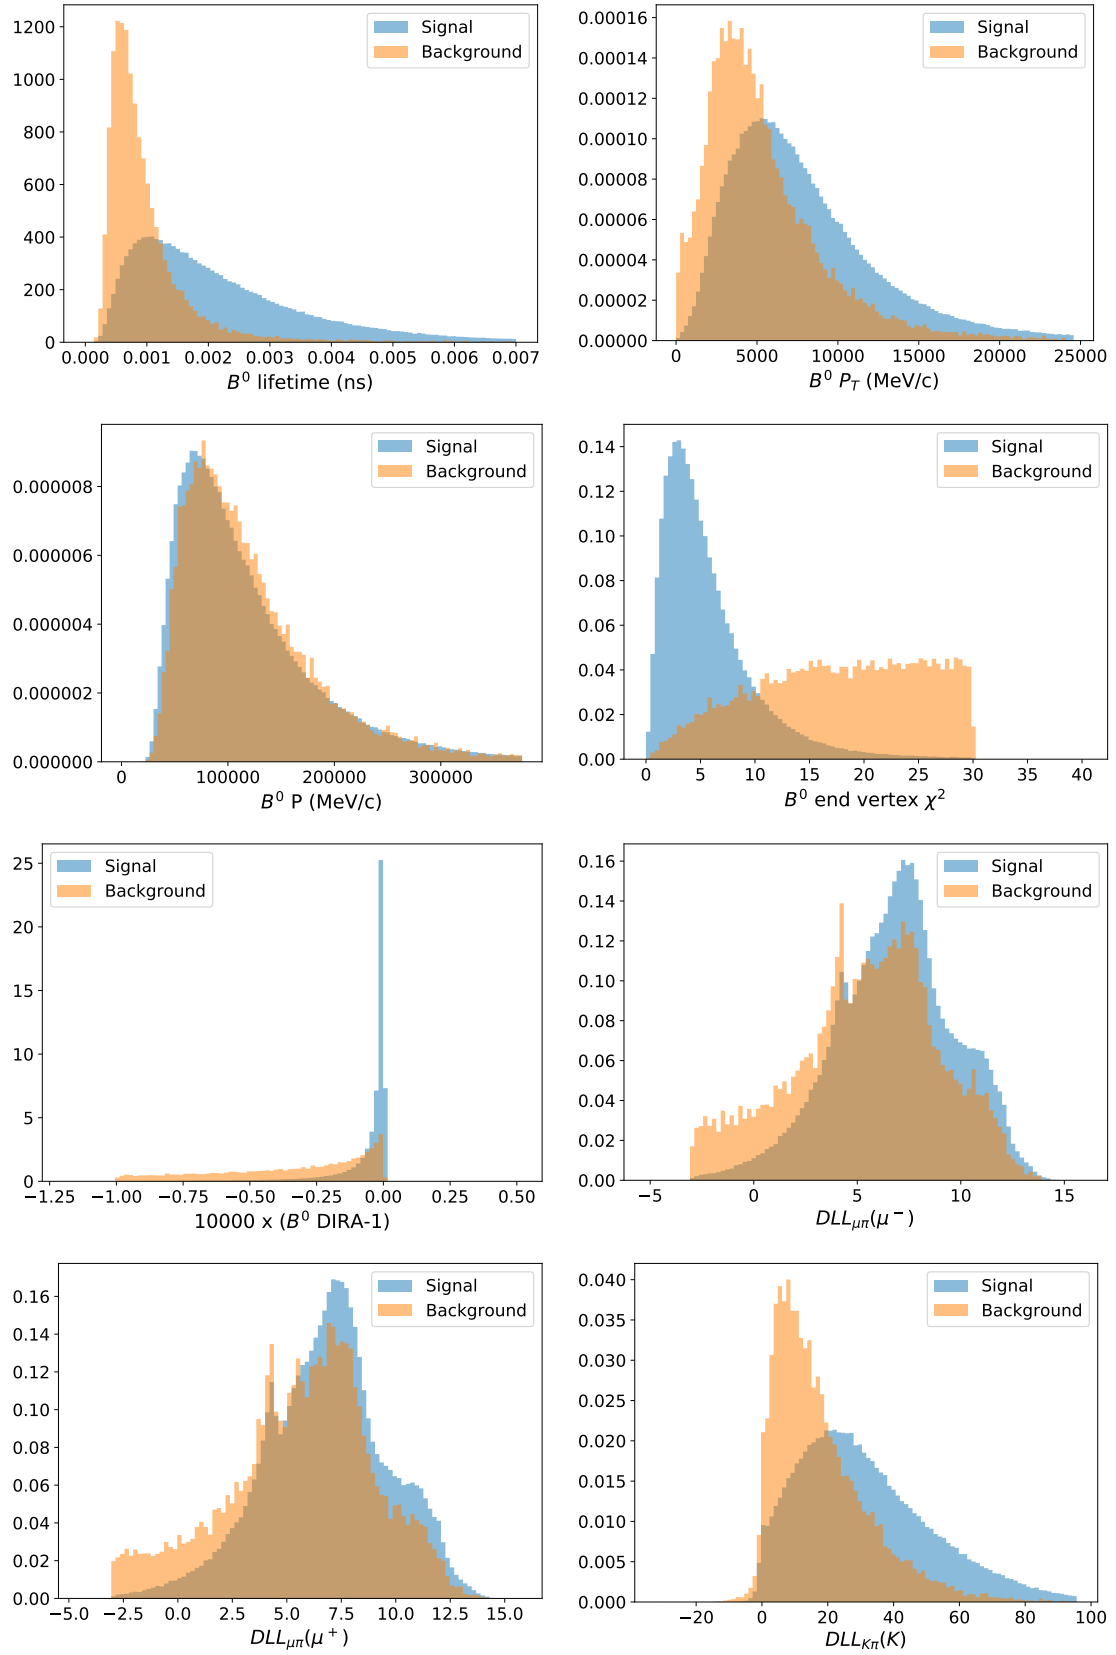 1200
1000
800
600
400
200
0
0.000 0.001 0.002 0.003 0.004 0.005 0.006 0.007
B⁰ lifetime (ns)
Signal
Background
0.00016
0.00014
0.00012
0.00010
0.00008
0.00006
0.00004
0.00002
0.00000
0 5000 10000 15000 20000 25000
B⁰ P_T (MeV/c)
Signal
Background
0.000008
0.000006
0.000004
0.000002
0.000000
0 100000 200000 300000
B⁰ P (MeV/c)
Signal
Background
0.14
0.12
0.10
0.08
0.06
0.04
0.02
0.00
0 5 10 15 20 25 30 35 40
B⁰ end vertex χ²
Signal
Background
25
20
15
10
5
0
−1.25 −1.00 −0.75 −0.50 −0.25 0.00 0.25 0.50
10000 x (B⁰ DIRA-1)
Signal
Background
0.16
0.14
0.12
0.10
0.08
0.06
0.04
0.02
0.00
−5 0 5 10 15
DLL_μπ(μ⁻)
Signal
Background
0.16
0.14
0.12
0.10
0.08
0.06
0.04
0.02
0.00
−5.0 −2.5 0.0 2.5 5.0 7.5 10.0 12.5 15.0
DLL_μπ(μ⁺)
Signal
Background
0.040
0.035
0.030
0.025
0.020
0.015
0.010
0.005
0.000
−20 0 20 40 60 80 100
DLL_Kπ(K)
Signal
Background